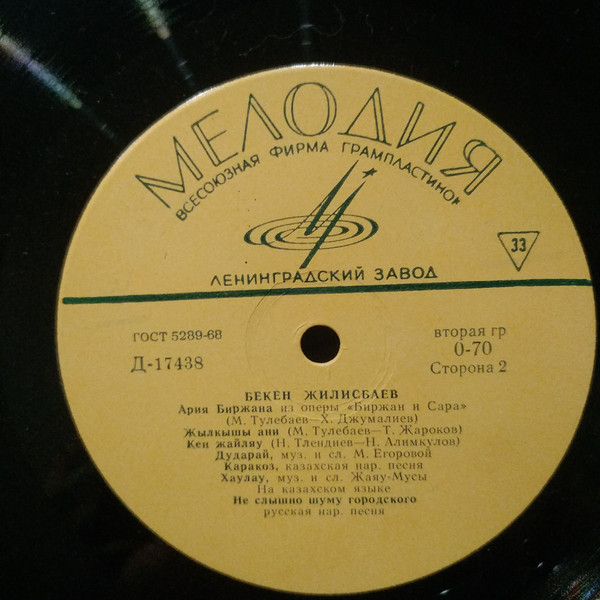 МЕЛОДИЯ
ВСЕСОЮЗНАЯ ФИРМА ГРАМПЛАСТИНОК
33
ЛЕНИНГРАДСКИЙ ЗАВОД
ГОСТ 5289-68
Д-17438
вторая гр
0-70
Сторона 2
БЕКЕН ЖИЛИСБАЕВ
Ария Биржана из оперы «Биржан и Сара»
(М. Тулебаев—Х. Джумалиев)
Жылкышы ани (М. Тулебаев—Т. Жароков)
Кен жайляу (Н. Тлендиев—Н. Алимкулов)
Дударай, муз. и сл. М. Егоровой
Каракоз, казахская нар. песня
Хаулау, муз. и сл. Жаяу-Мусы
На казахском языке
Не слышно шуму городского
русская нар. песня